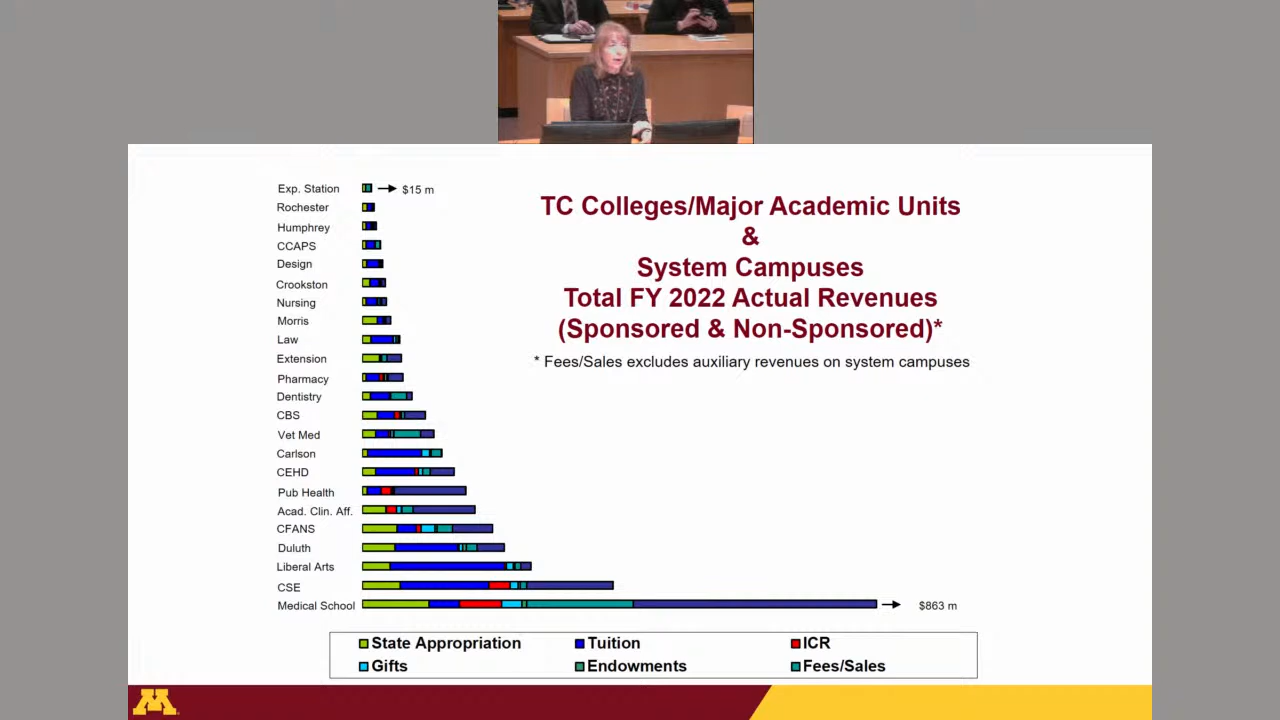 Exp. Station
$15 m
Rochester
Humphrey
CCAPS
Design
Crookston
Nursing
Morris
Law
Extension
Pharmacy
Dentistry
CBS
Vet Med
Carlson
CEHD
Pub Health
Acad. Clin. Aff.
CFANS
Duluth
Liberal Arts
CSE
Medical School
$863 m
TC Colleges/Major Academic Units
&
System Campuses
Total FY 2022 Actual Revenues
(Sponsored & Non-Sponsored)*
* Fees/Sales excludes auxiliary revenues on system campuses
State Appropriation
Tuition
ICR
Gifts
Endowments
Fees/Sales
M